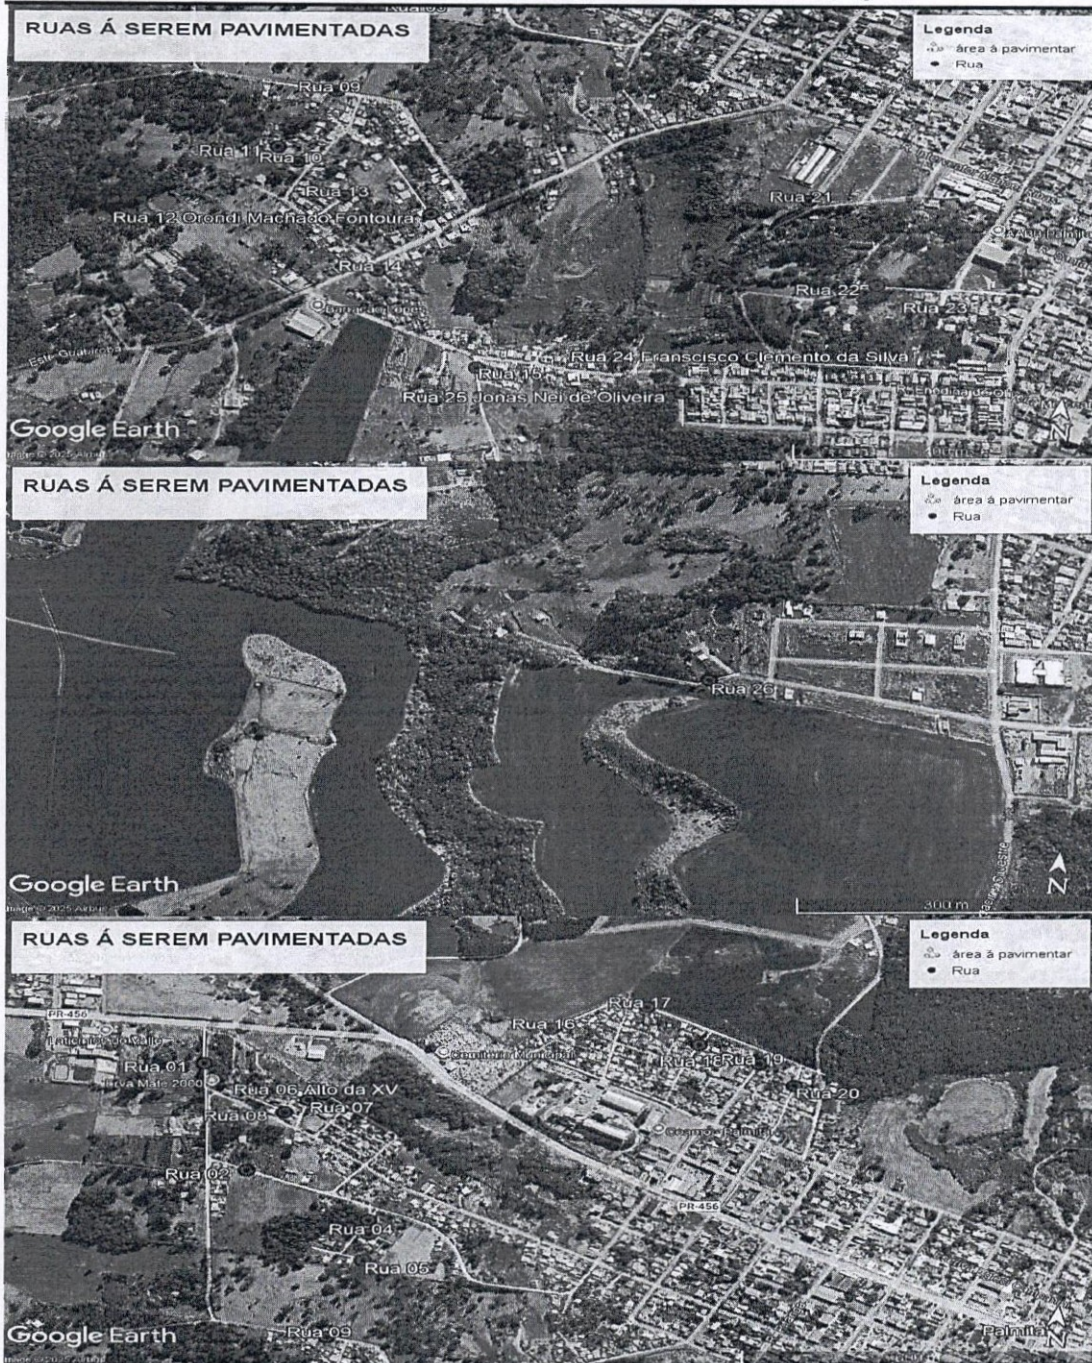 RUAS Á SEREM PAVIMENTADAS
Legenda
área à pavimentar
Rua
Rua 09
Rua 11
Rua 10
Rua 13
Rua 21
Rua 12 Orondi Machado Fontoura
Rua 14
Rua 22
Rua 23
Rua 24 Franscisco Clemento da Silva
Rua 15
Rua 25 Jonas Nei de Oliveira
Google Earth
RUAS Á SEREM PAVIMENTADAS
Legenda
área à pavimentar
Rua
Rua 26
Google Earth
300 m
RUAS Á SEREM PAVIMENTADAS
Legenda
área à pavimentar
Rua
PR-456
Rua 17
Rua 16
Cemitério Municipal
Rua 18
Rua 19
Rua 01
Rua 06 Alto da XV
Rua 20
Rua 07
Rua 08
Rua 02
PR-456
Rua 04
Rua 05
Rua 09
Palmital
Google Earth